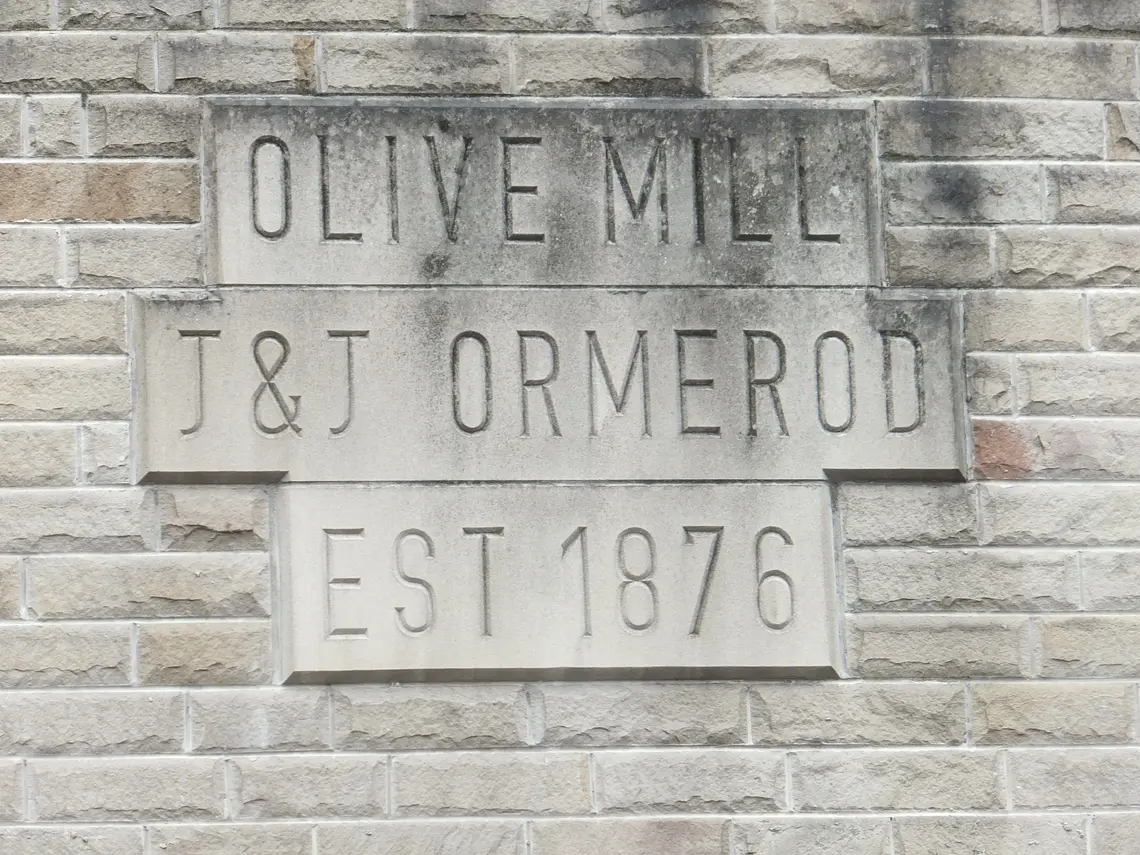 OLIVE MILL
J&J ORMEROD
EST 1876